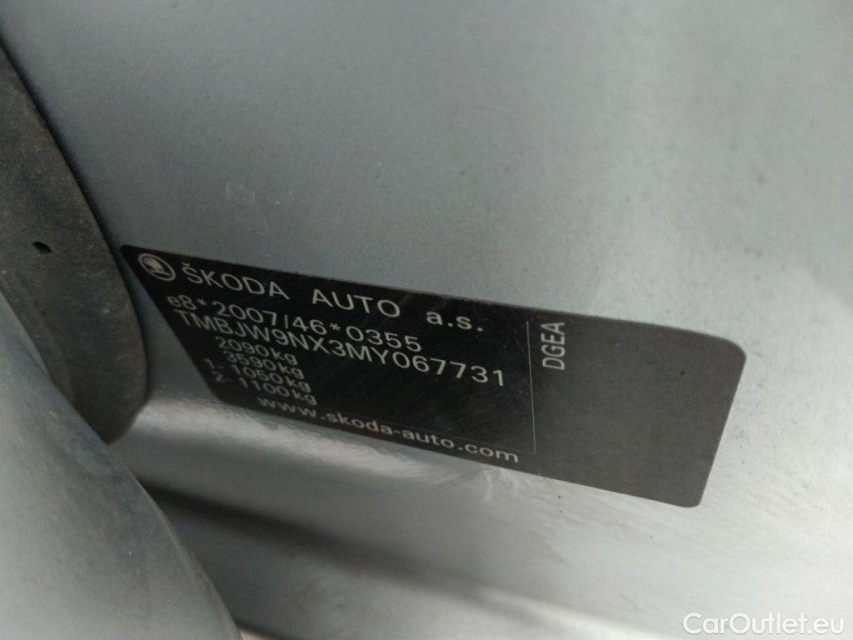 ŠKODA AUTO a.s.
e8*2007/46*0355
TMBJW9NX3MY067731
2090kg
3590kg
1- 1050kg
2- 1100kg
www.skoda-auto.com
DGEA
CarOutlet.eu